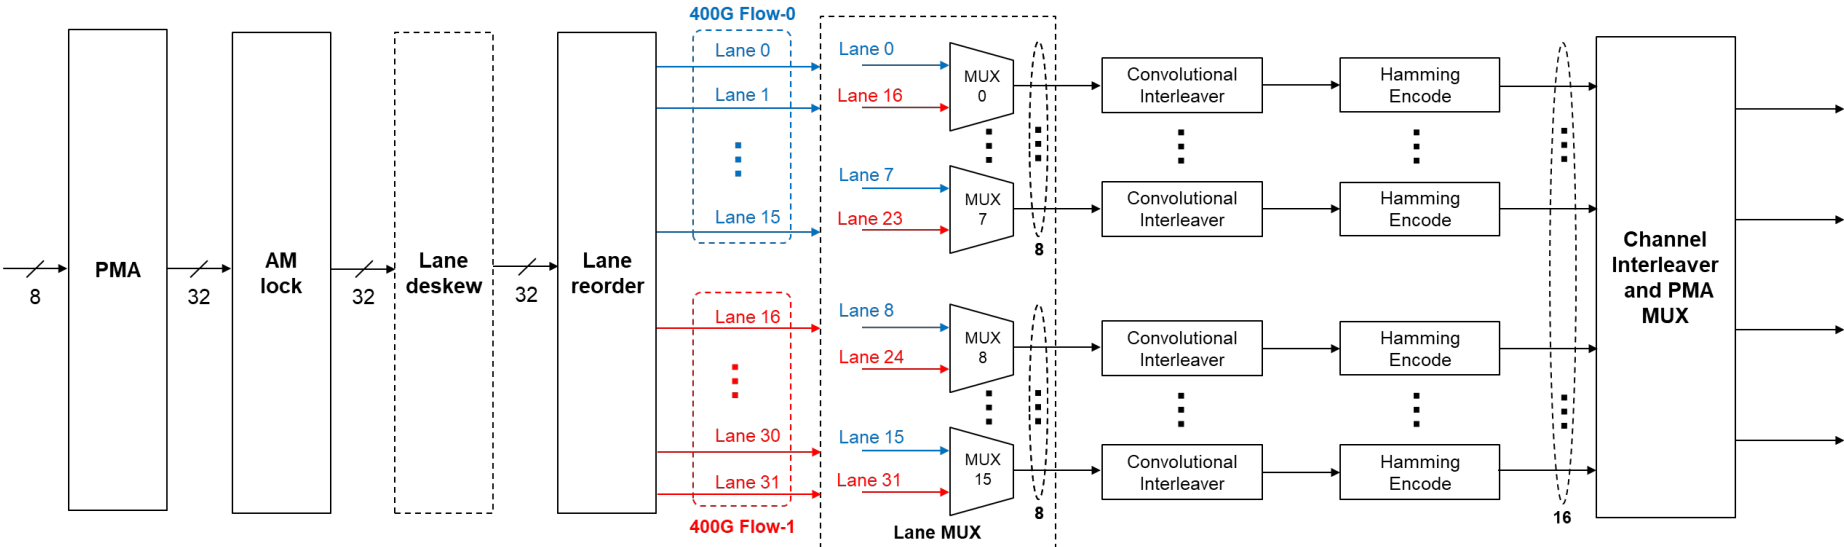 8
PMA
32
AM
lock
32
Lane
deskew
32
Lane
reorder
400G Flow-0
Lane 0
Lane 1
Lane 15
Lane 16
Lane 30
Lane 31
400G Flow-1
Lane 0
Lane 16
MUX
0
Lane 7
Lane 23
MUX
7
8
Lane 8
Lane 24
MUX
8
Lane 15
Lane 31
MUX
15
8
Lane MUX
Convolutional
Interleaver
Hamming
Encode
Convolutional
Interleaver
Hamming
Encode
Convolutional
Interleaver
Hamming
Encode
Convolutional
Interleaver
Hamming
Encode
16
Channel
Interleaver
and PMA
MUX